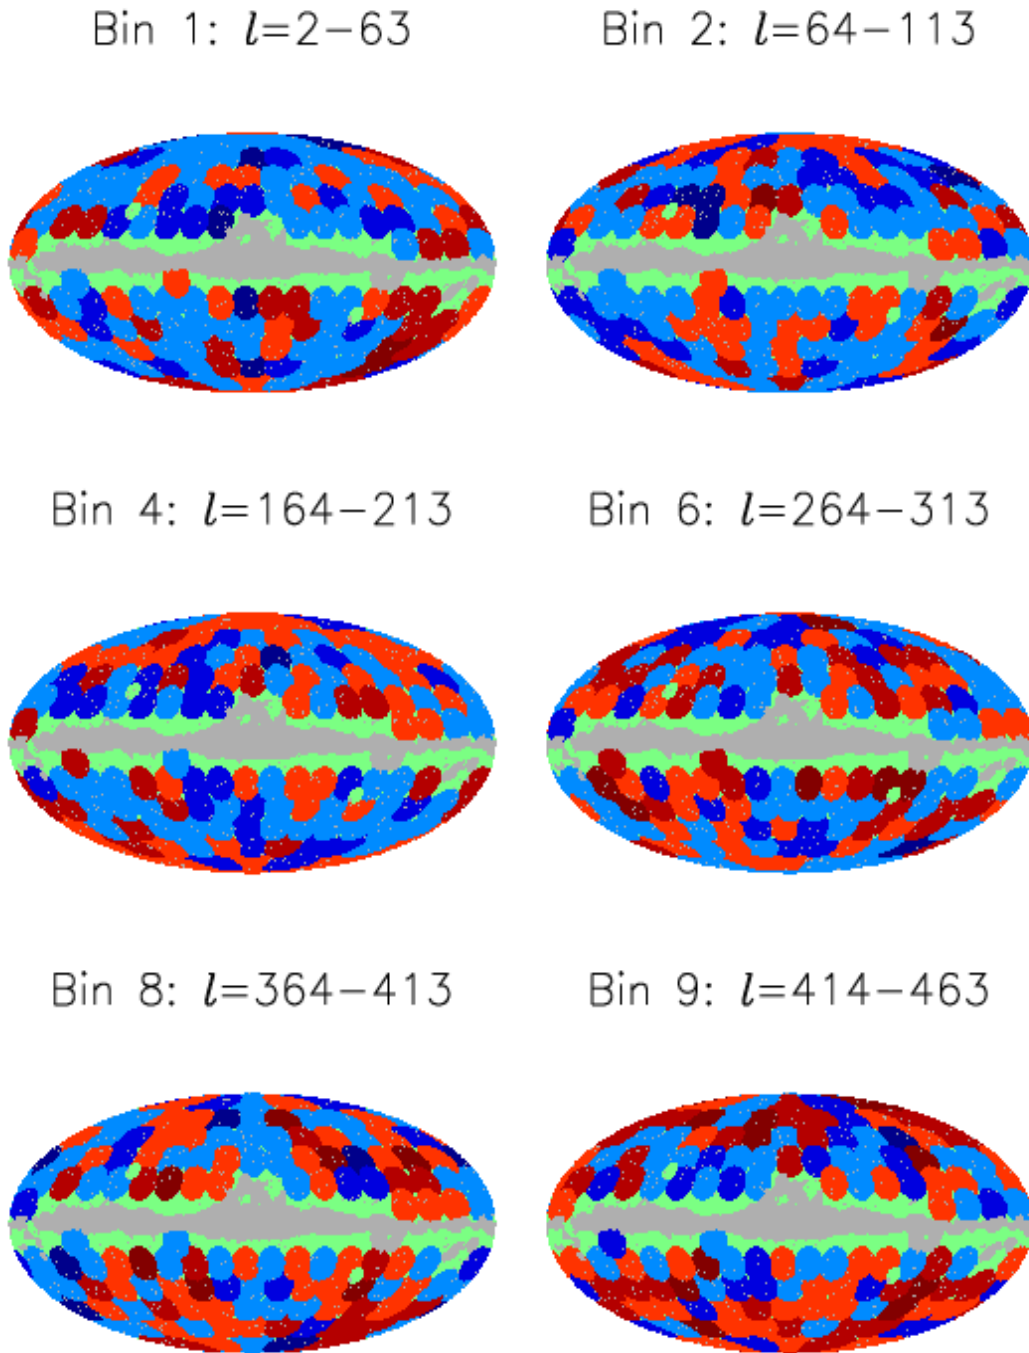 Bin 1: l=2−63
Bin 2: l=64−113
Bin 4: l=164−213
Bin 6: l=264−313
Bin 8: l=364−413
Bin 9: l=414−463